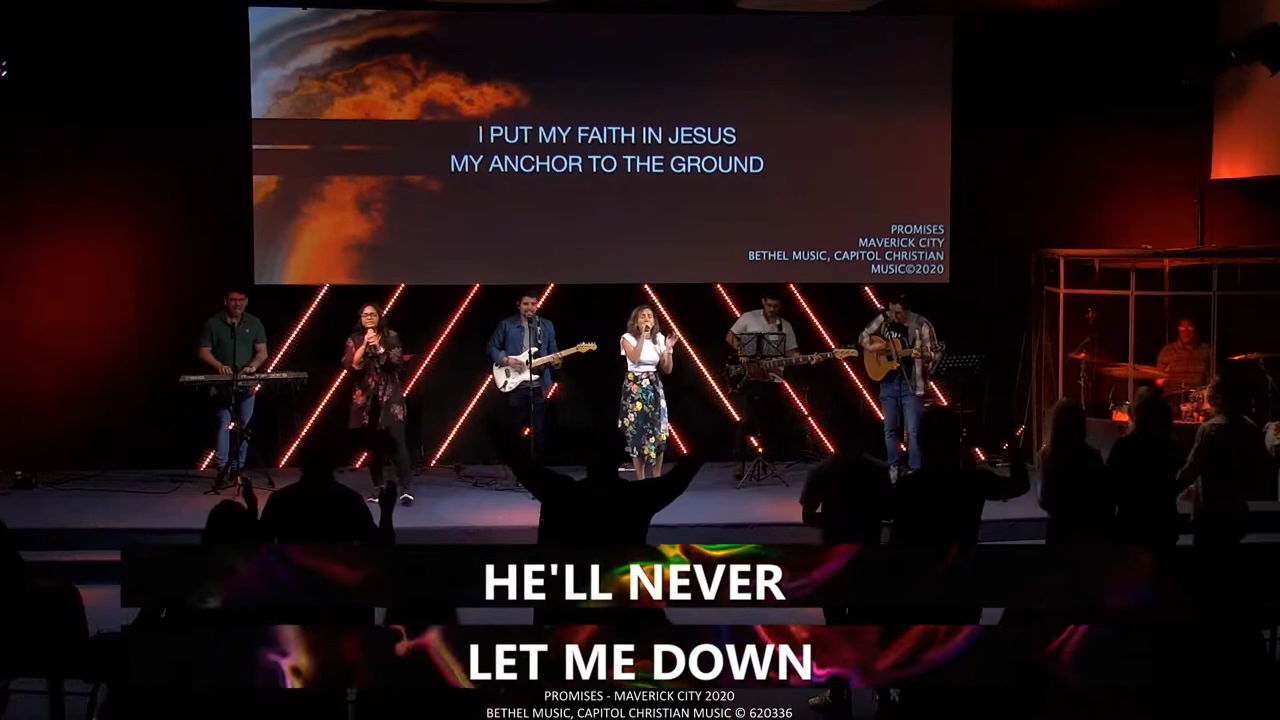 I PUT MY FAITH IN JESUS
MY ANCHOR TO THE GROUND
PROMISES
MAVERICK CITY
BETHEL MUSIC, CAPITOL CHRISTIAN
MUSIC©2020
HE'LL NEVER
LET ME DOWN
PROMISES - MAVERICK CITY 2020
BETHEL MUSIC, CAPITOL CHRISTIAN MUSIC © 620336